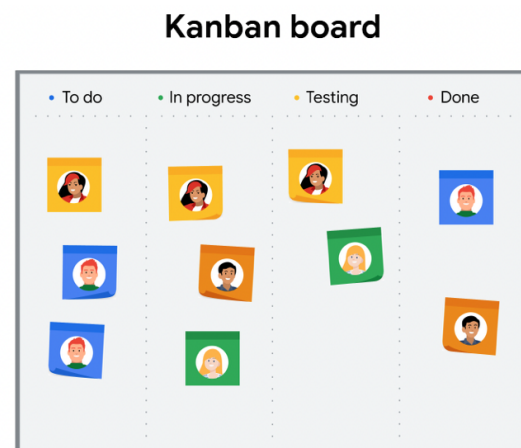 Kanban board
To do
In progress
Testing
Done